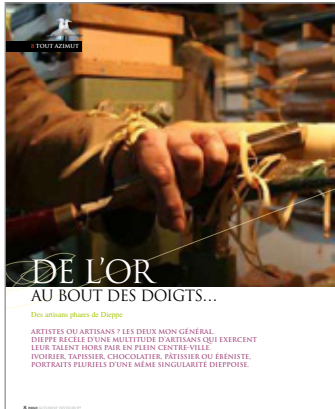 8 TOUT AZIMUT
DE L'OR
AU BOUT DES DOIGTS...
Des artisans phares de Dieppe
ARTISTES OU ARTISANS ? LES DEUX MON GÉNÉRAL.
DIEPPE RECÈLE D'UNE MULTITUDE D'ARTISANS QUI EXERCENT
LEUR TALENT HORS PAIR EN PLEIN CENTRE-VILLE.
IVOIRIER, TAPISSIER, CHOCOLATIER, PÂTISSIER OU ÉBÉNISTE,
PORTRAITS PLURIELS D'UNE MÊME SINGULARITÉ DIEPPOISE.
8